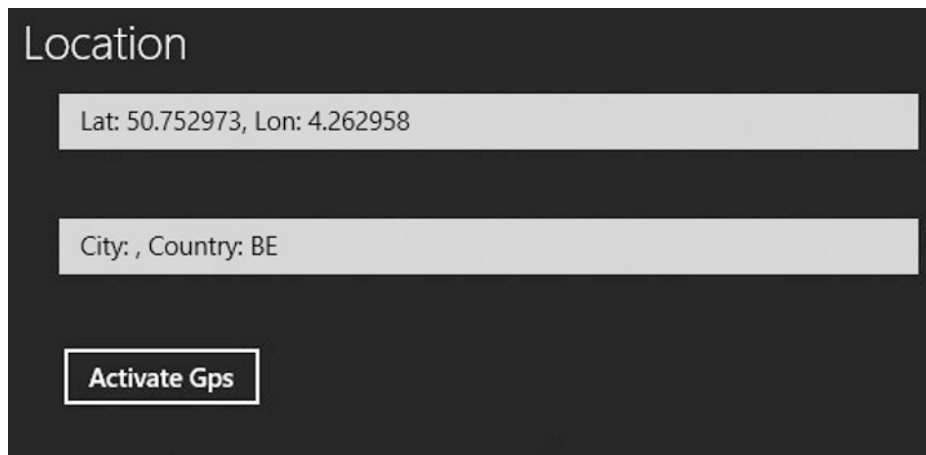 Location
Lat: 50.752973, Lon: 4.262958
City: , Country: BE
Activate Gps